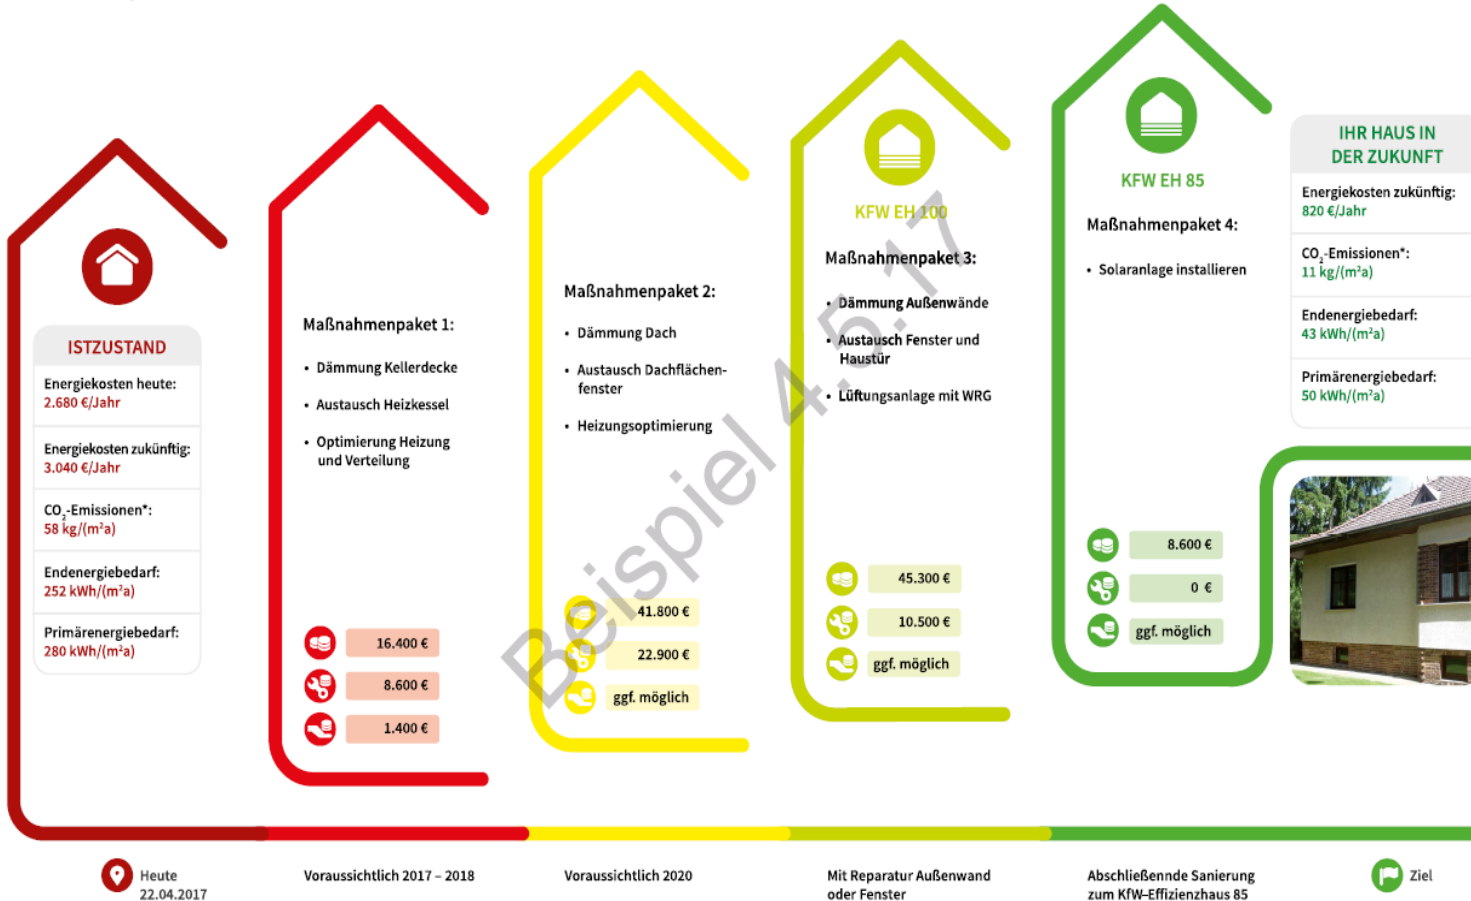 ISTZUSTAND
Energiekosten heute:
2.680 €/Jahr
Energiekosten zukünftig:
3.040 €/Jahr
CO₂-Emissionen*:
58 kg/(m²a)
Endenergiebedarf:
252 kWh/(m²a)
Primärenergiebedarf:
280 kWh/(m²a)
Maßnahmenpaket 1:
• Dämmung Kellerdecke
• Austausch Heizkessel
• Optimierung Heizung
und Verteilung
16.400 €
8.600 €
1.400 €
Maßnahmenpaket 2:
• Dämmung Dach
• Austausch Dachflächen-
fenster
• Heizungsoptimierung
41.800 €
22.900 €
ggf. möglich
KFW EH 100
Maßnahmenpaket 3:
• Dämmung Außenwände
• Austausch Fenster und
Haustür
• Lüftungsanlage mit WRG
45.300 €
10.500 €
ggf. möglich
KFW EH 85
Maßnahmenpaket 4:
• Solaranlage installieren
8.600 €
0 €
ggf. möglich
IHR HAUS IN
DER ZUKUNFT
Energiekosten zukünftig:
820 €/Jahr
CO₂-Emissionen*:
11 kg/(m²a)
Endenergiebedarf:
43 kWh/(m²a)
Primärenergiebedarf:
50 kWh/(m²a)
Beispiel 4.5.17
Heute
22.04.2017
Voraussichtlich 2017 – 2018
Voraussichtlich 2020
Mit Reparatur Außenwand
oder Fenster
Abschließennde Sanierung
zum KfW-Effizienzhaus 85
Ziel